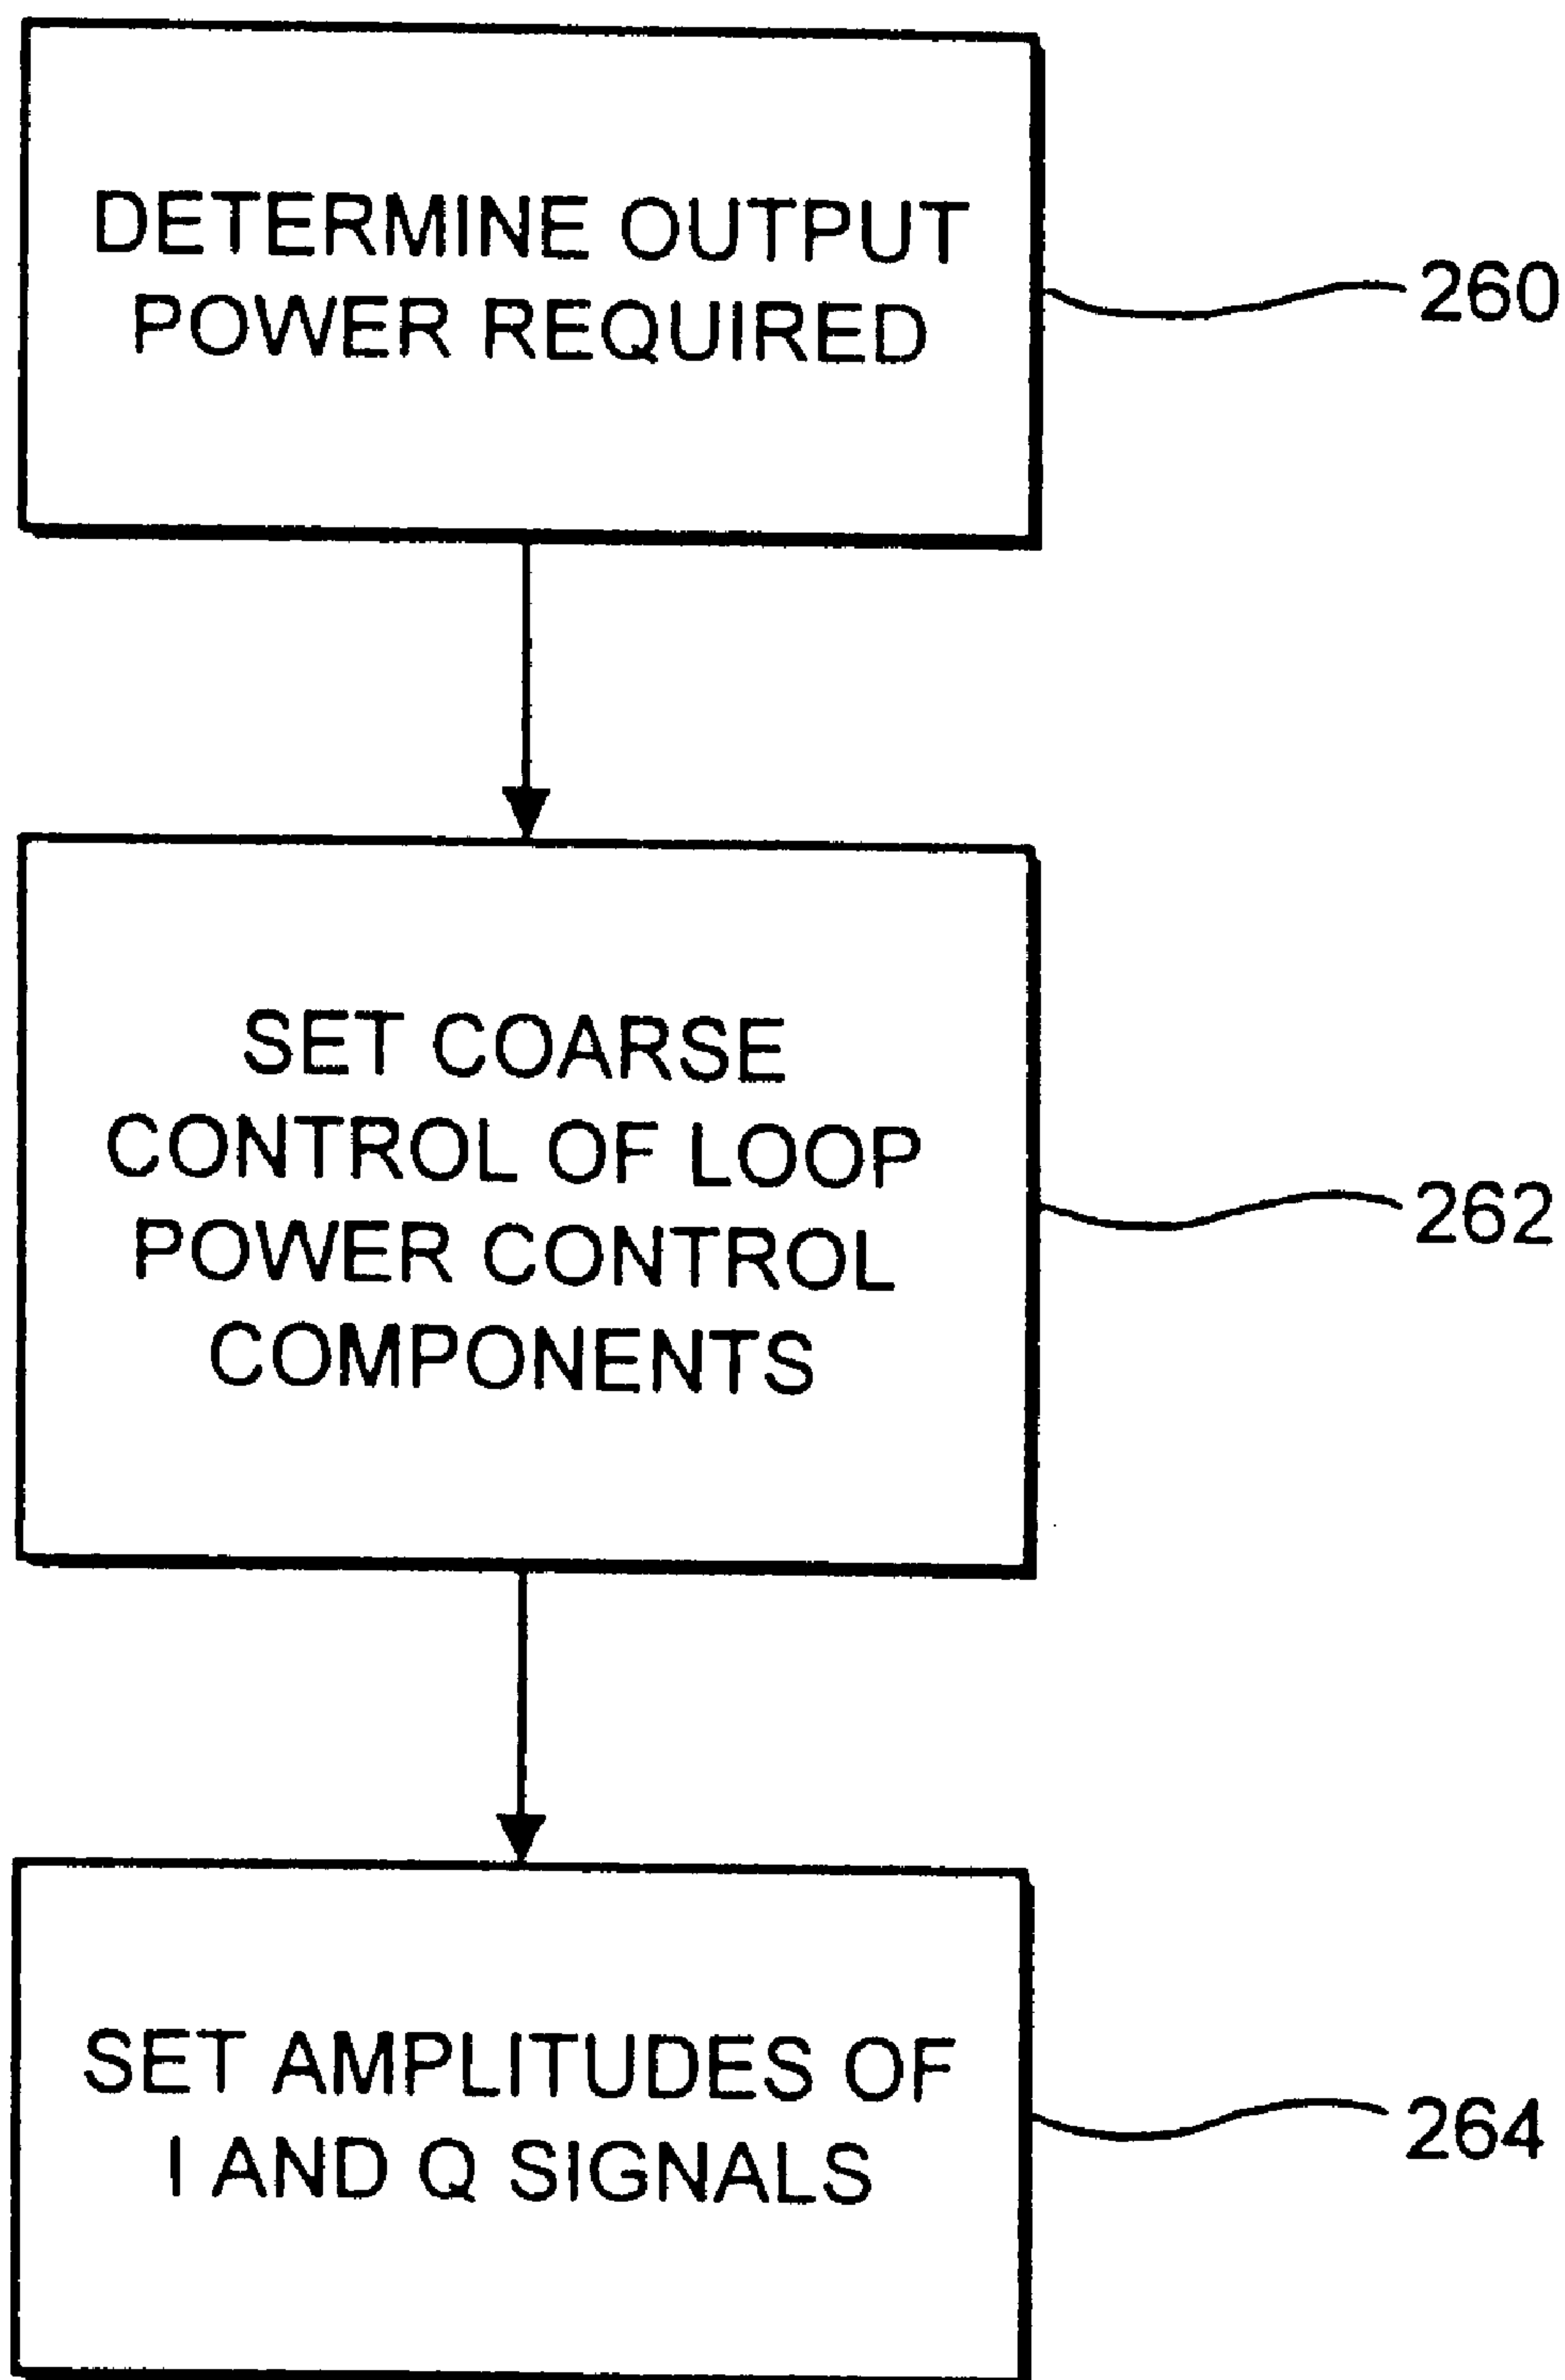 DETERMINE OUTPUT
POWER REQUIRED
260
SET COARSE
CONTROL OF LOOP
POWER CONTROL
COMPONENTS
262
SET AMPLITUDES OF
I AND Q SIGNALS
264